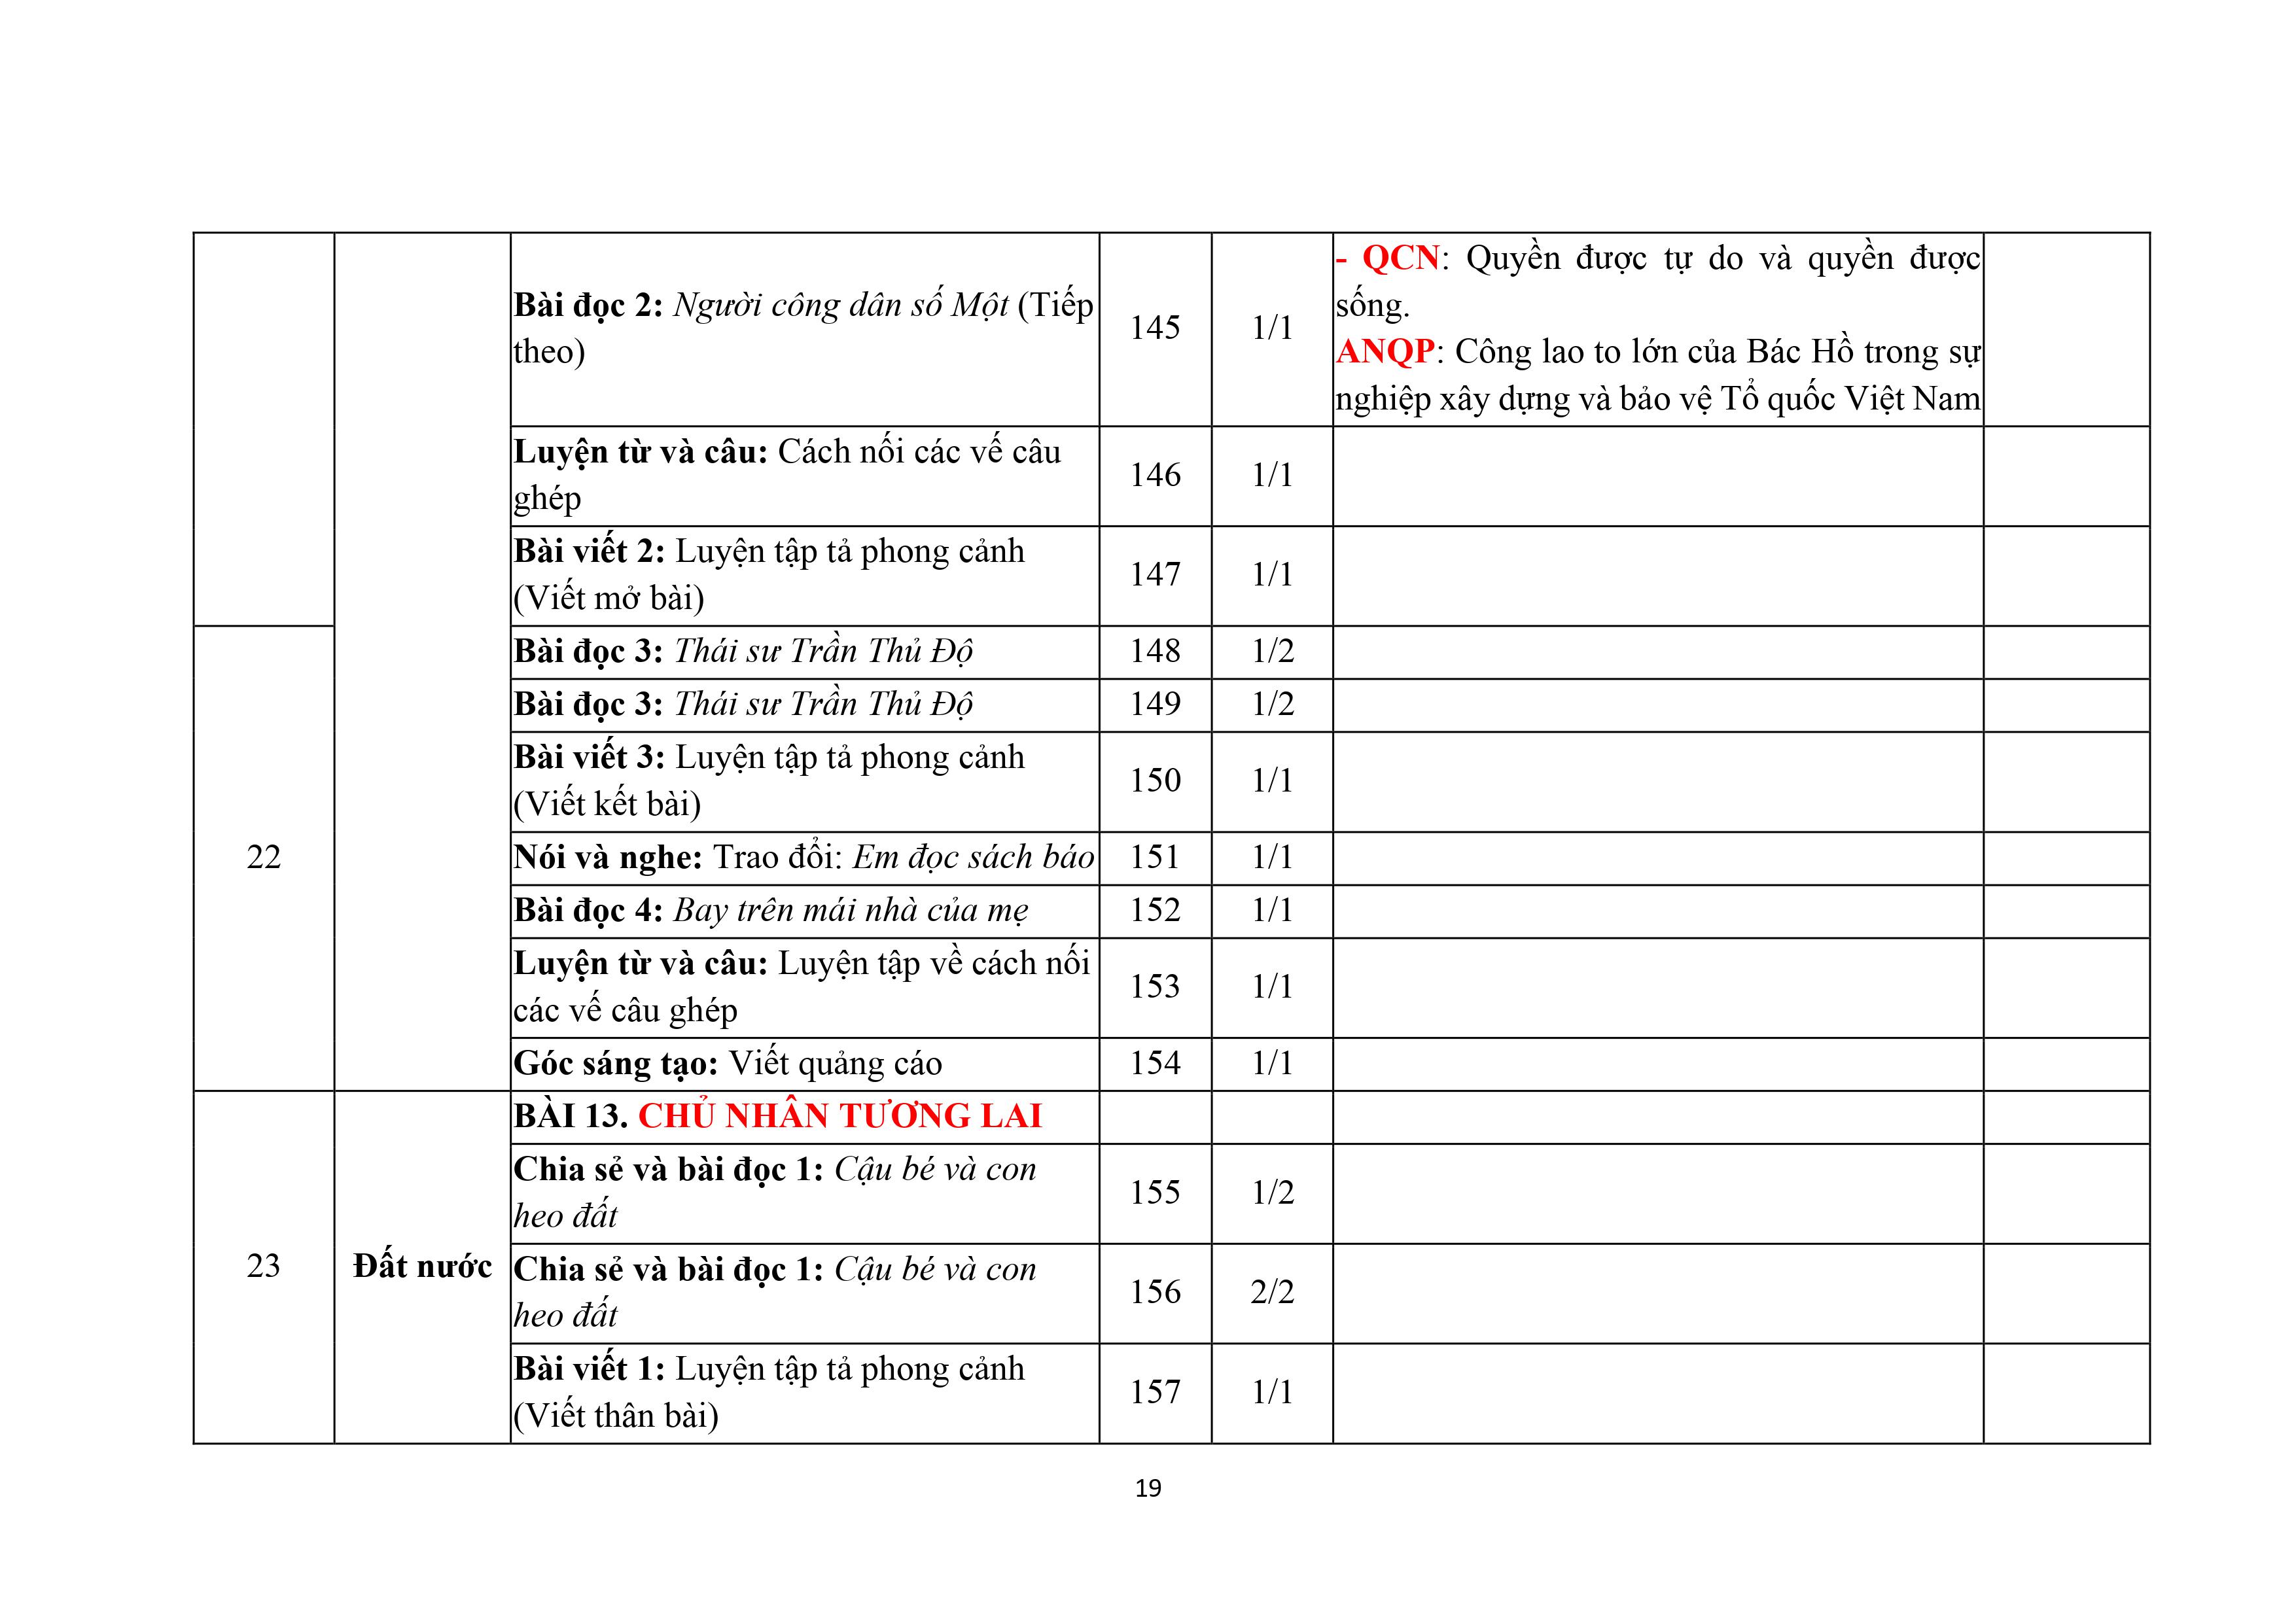 Bài đọc 2: Người công dân số Một (Tiếp
theo)
145
1/1
- QCN: Quyền được tự do và quyền được
sống.
ANQP: Công lao to lớn của Bác Hồ trong sự
nghiệp xây dựng và bảo vệ Tổ quốc Việt Nam
Luyện từ và câu: Cách nối các vế câu
ghép
146
1/1
Bài viết 2: Luyện tập tả phong cảnh
(Viết mở bài)
147
1/1
22
Bài đọc 3: Thái sư Trần Thủ Độ
148
1/2
Bài đọc 3: Thái sư Trần Thủ Độ
149
1/2
Bài viết 3: Luyện tập tả phong cảnh
(Viết kết bài)
150
1/1
Nói và nghe: Trao đổi: Em đọc sách báo
151
1/1
Bài đọc 4: Bay trên mái nhà của mẹ
152
1/1
Luyện từ và câu: Luyện tập về cách nối
các vế câu ghép
153
1/1
Góc sáng tạo: Viết quảng cáo
154
1/1
23
Đất nước
BÀI 13. CHỦ NHÂN TƯƠNG LAI
Chia sẻ và bài đọc 1: Cậu bé và con
heo đất
155
1/2
Chia sẻ và bài đọc 1: Cậu bé và con
heo đất
156
2/2
Bài viết 1: Luyện tập tả phong cảnh
(Viết thân bài)
157
1/1
19